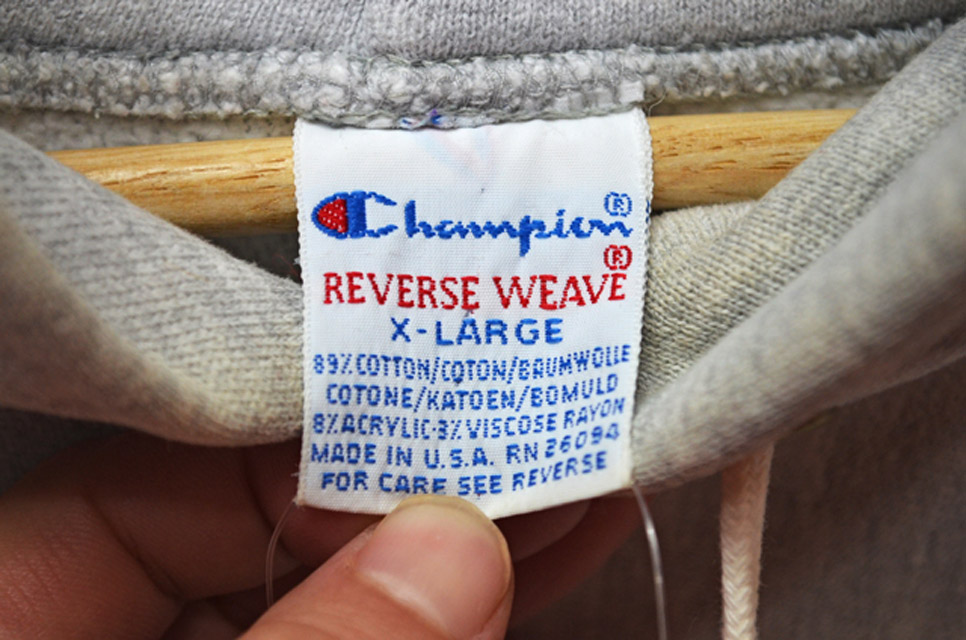 Champion®
REVERSE WEAVE®
X-LARGE
89% COTTON/COTON/BAUMWOLLE
COTONE/KATOEN/BOMULD
8% ACRYLIC·3% VISCOSE RAYON
MADE IN U.S.A. RN 26094
FOR CARE SEE REVERSE